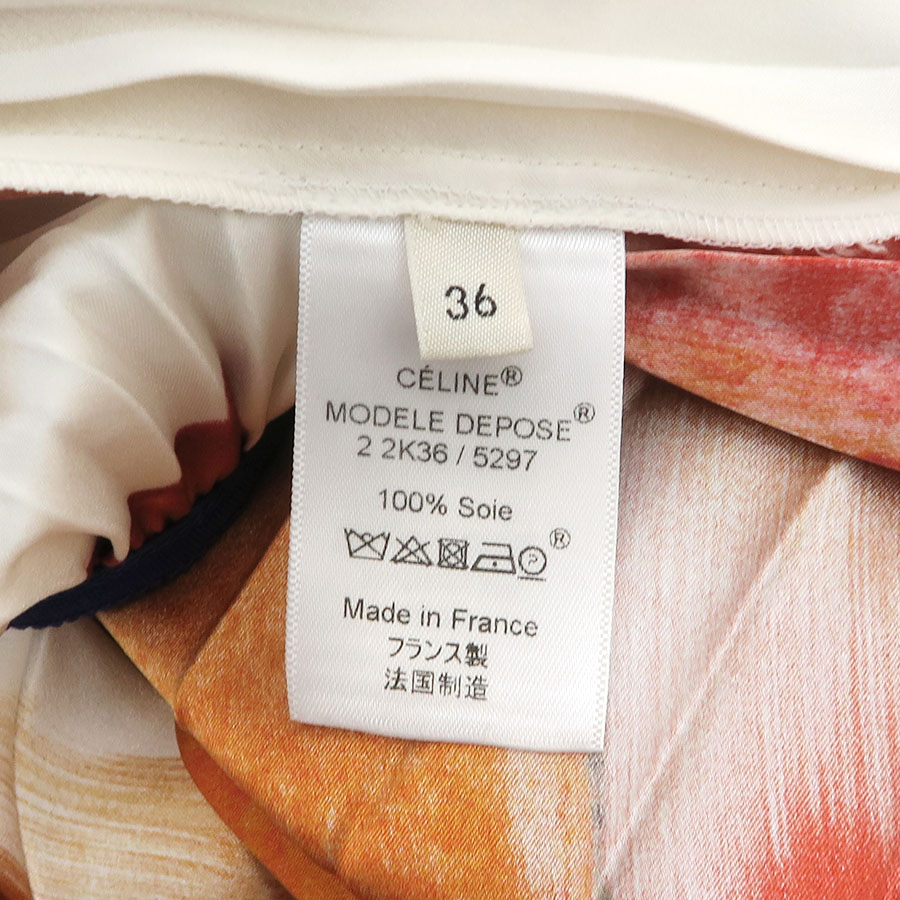 36
CÉLINE®
MODELE DEPOSE®
2 2K36 / 5297
100% Soie
P ®
Made in France
フランス製
法国制造